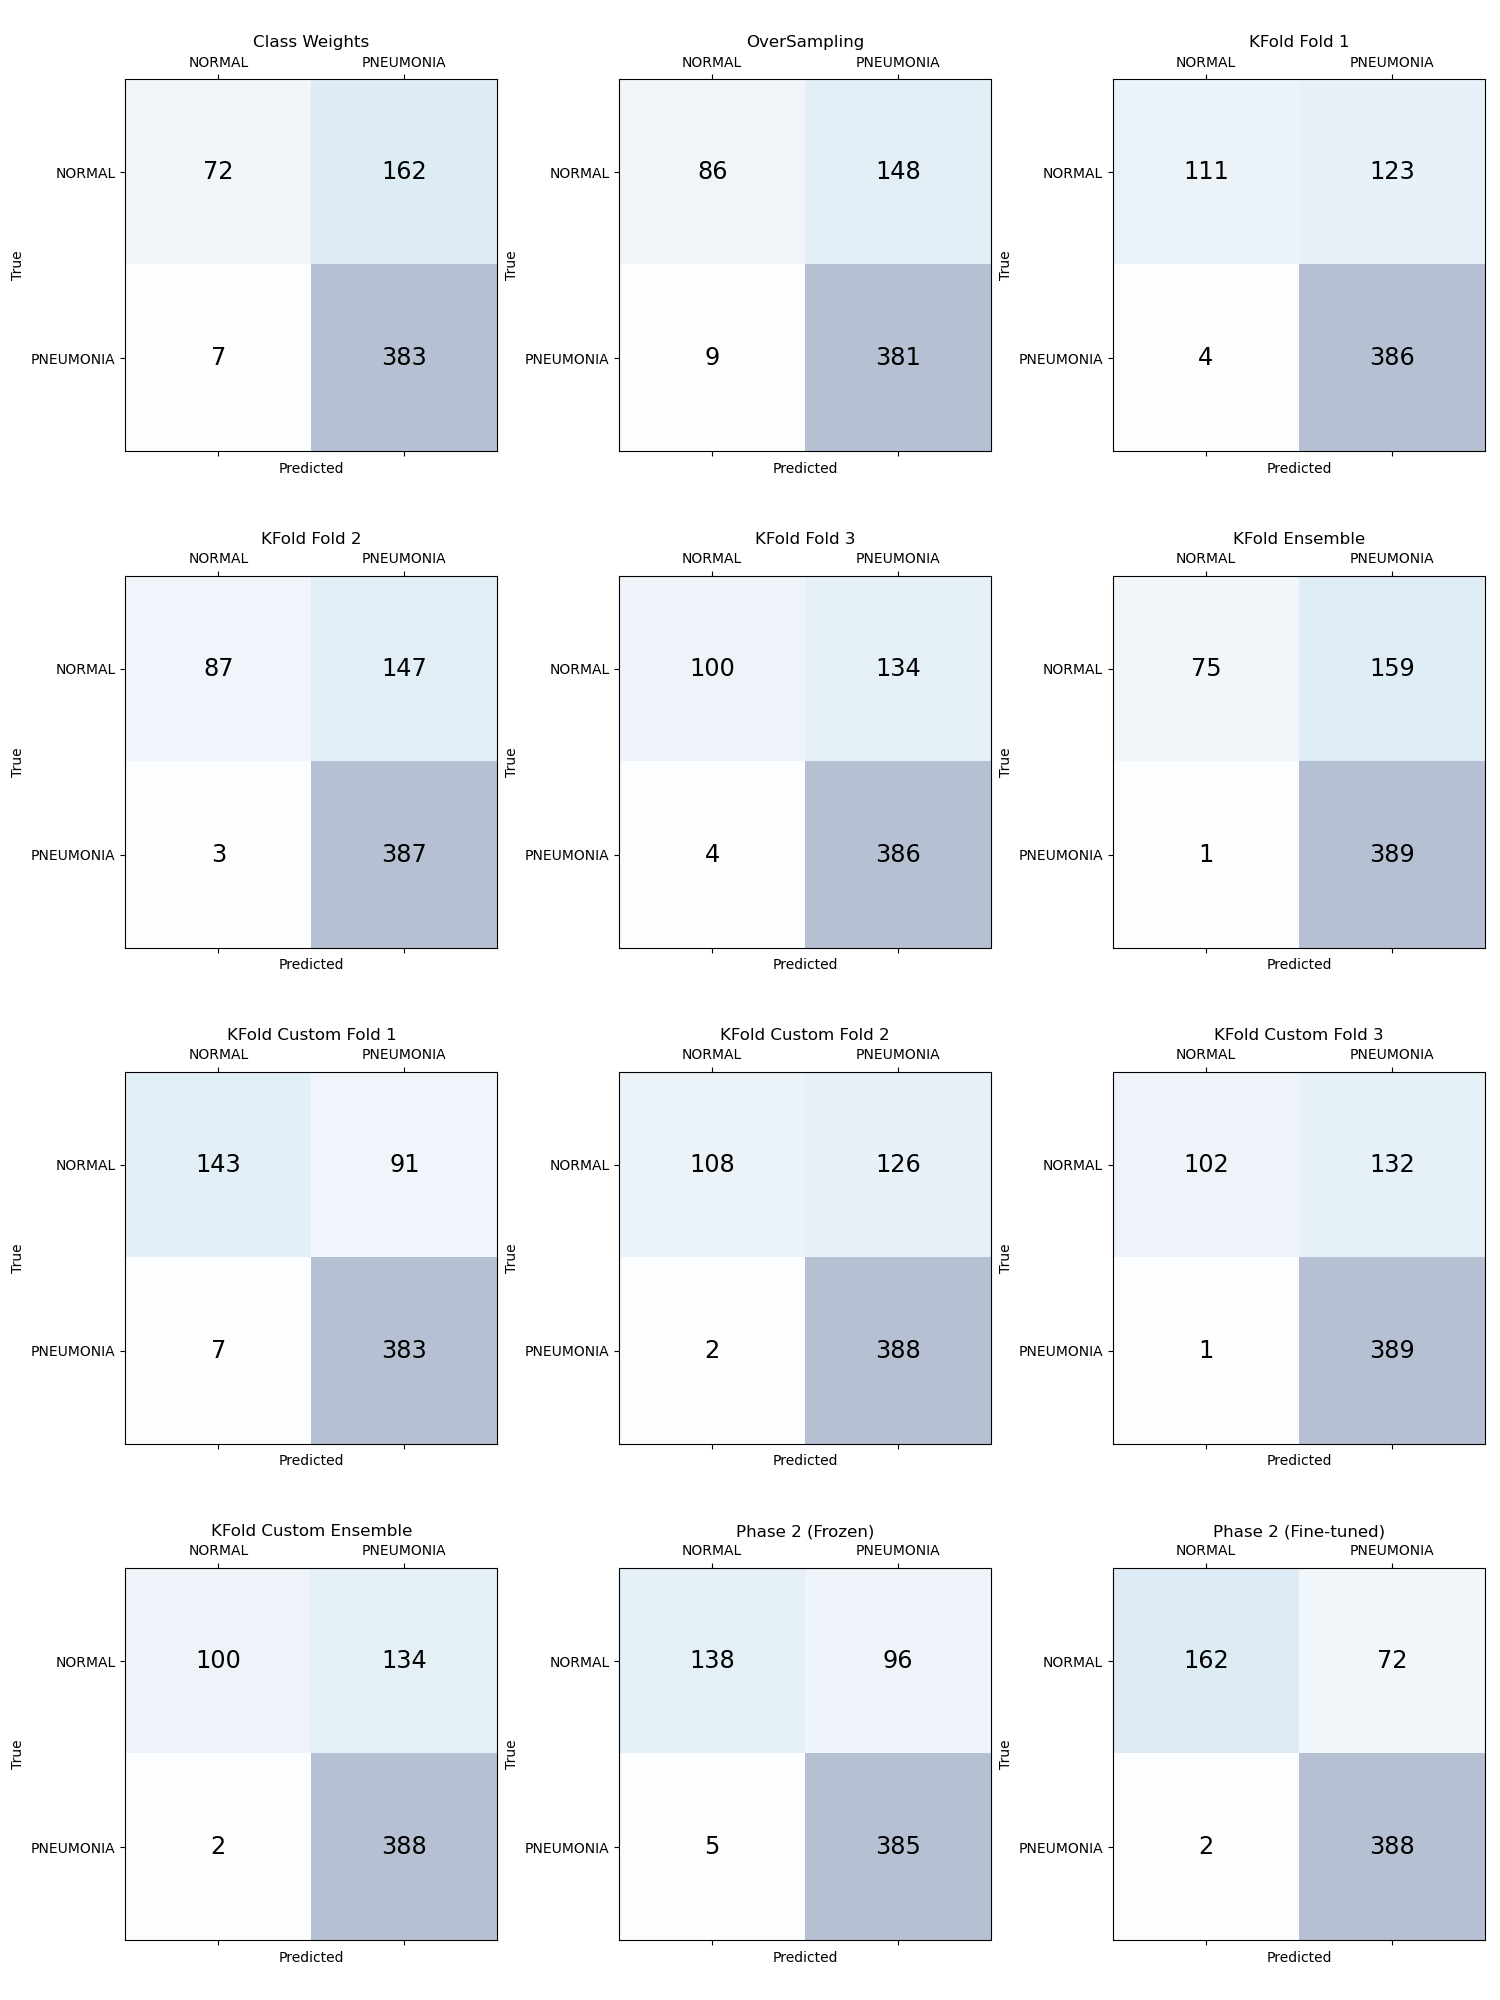 Class Weights
NORMAL PNEUMONIA
NORMAL 72 162
True
PNEUMONIA 7 383
Predicted
OverSampling
NORMAL PNEUMONIA
NORMAL 86 148
True
PNEUMONIA 9 381
Predicted
KFold Fold 1
NORMAL PNEUMONIA
NORMAL 111 123
True
PNEUMONIA 4 386
Predicted
KFold Fold 2
NORMAL PNEUMONIA
NORMAL 87 147
True
PNEUMONIA 3 387
Predicted
KFold Fold 3
NORMAL PNEUMONIA
NORMAL 100 134
True
PNEUMONIA 4 386
Predicted
KFold Ensemble
NORMAL PNEUMONIA
NORMAL 75 159
True
PNEUMONIA 1 389
Predicted
KFold Custom Fold 1
NORMAL PNEUMONIA
NORMAL 143 91
True
PNEUMONIA 7 383
Predicted
KFold Custom Fold 2
NORMAL PNEUMONIA
NORMAL 108 126
True
PNEUMONIA 2 388
Predicted
KFold Custom Fold 3
NORMAL PNEUMONIA
NORMAL 102 132
True
PNEUMONIA 1 389
Predicted
KFold Custom Ensemble
NORMAL PNEUMONIA
NORMAL 100 134
True
PNEUMONIA 2 388
Predicted
Phase 2 (Frozen)
NORMAL PNEUMONIA
NORMAL 138 96
True
PNEUMONIA 5 385
Predicted
Phase 2 (Fine-tuned)
NORMAL PNEUMONIA
NORMAL 162 72
True
PNEUMONIA 2 388
Predicted